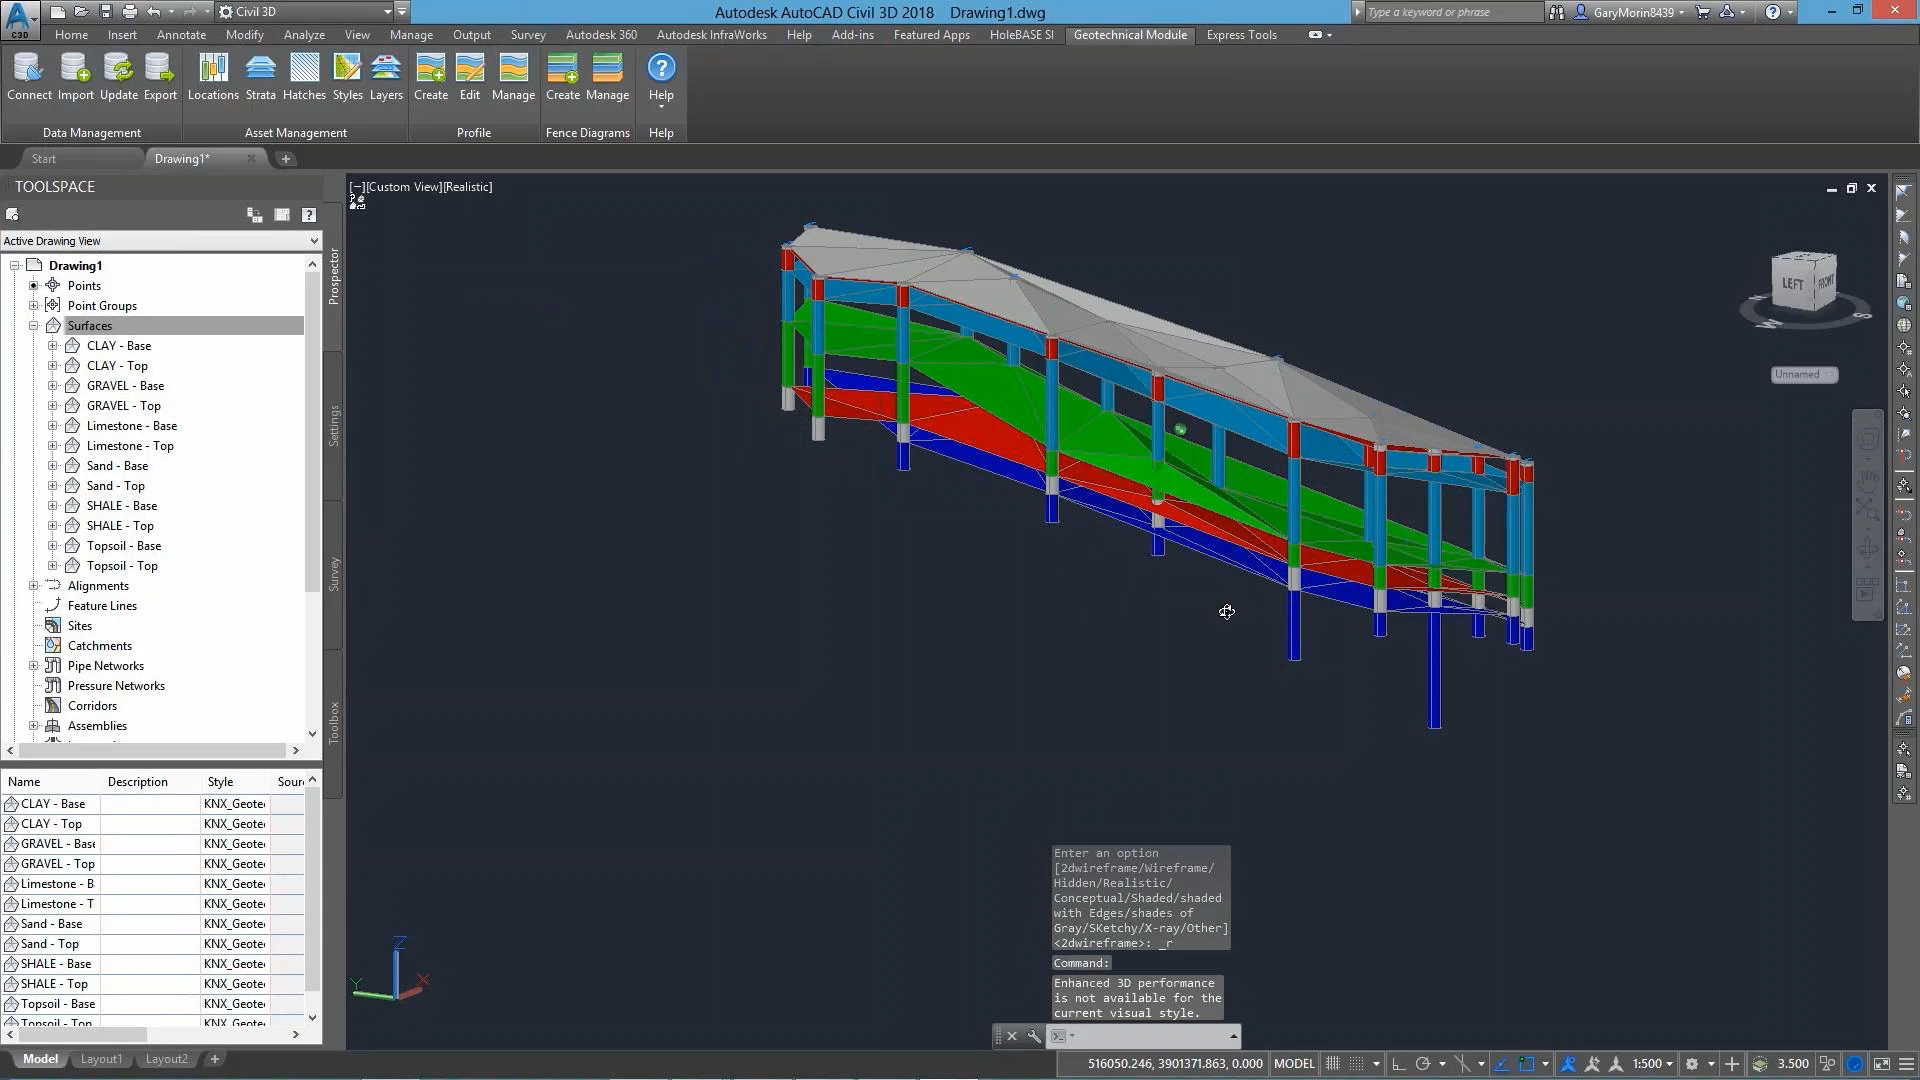 Civil 3D
Autodesk AutoCAD Civil 3D 2018 Drawing1.dwg
Type a keyword or phrase
GaryMorin8439
C3D
Home Insert Annotate Modify Analyze View Manage Output Survey Autodesk 360 Autodesk InfraWorks Help Add-ins Featured Apps HoleBASE SI Geotechnical Module Express Tools
Connect Import Update Export Locations Strata Hatches Styles Layers Create Edit Manage Create Manage Help
Data Management Asset Management Profile Fence Diagrams Help
Start Drawing1*
TOOLSPACE
[−][Custom View][Realistic]
Active Drawing View
Drawing1
Points
Point Groups
Surfaces
CLAY - Base
CLAY - Top
GRAVEL - Base
GRAVEL - Top
Limestone - Base
Limestone - Top
Sand - Base
Sand - Top
SHALE - Base
SHALE - Top
Topsoil - Base
Topsoil - Top
Alignments
Feature Lines
Sites
Catchments
Pipe Networks
Pressure Networks
Corridors
Assemblies
Prospector
Settings
Survey
Toolbox
LEFT FRONT
W S
Unnamed
Name Description Style Sour
CLAY - Base KNX_Geote
CLAY - Top KNX_Geote
GRAVEL - Base KNX_Geote
GRAVEL - Top KNX_Geote
Limestone - B KNX_Geote
Limestone - T KNX_Geote
Sand - Base KNX_Geote
Sand - Top KNX_Geote
SHALE - Base KNX_Geote
SHALE - Top KNX_Geote
Topsoil - Base KNX_Geote
Topsoil - Top KNX_Geote
Z
Y X
Enter an option
[2dwireframe/Wireframe/
Hidden/Realistic/
Conceptual/Shaded/shaded
with Edges/shades of
Gray/SKetchy/X-ray/Other]
<2dwireframe>: _r
Command:
Enhanced 3D performance
is not available for the
current visual style.
Model Layout1 Layout2
516050.246, 3901371.863, 0.000 MODEL 1:500 3.500